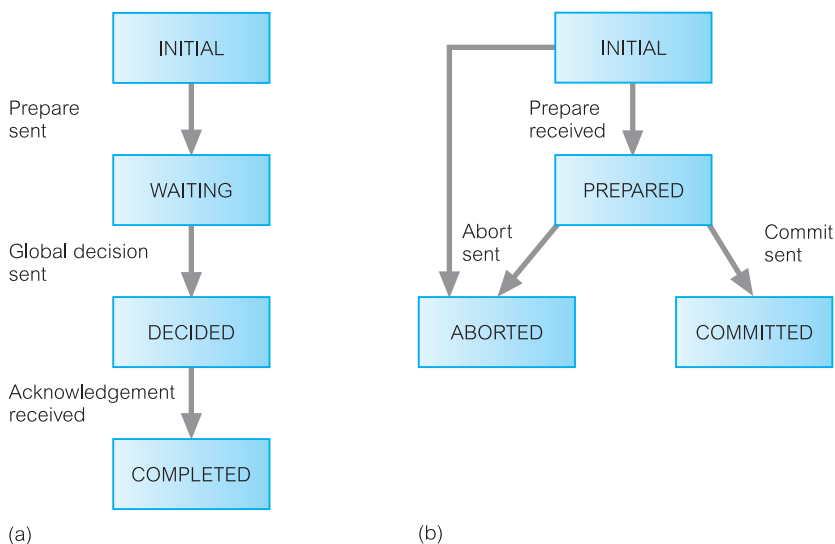 INITIAL
Prepare
sent
WAITING
Global decision
sent
DECIDED
Acknowledgement
received
COMPLETED
(a)
INITIAL
Prepare
received
PREPARED
Abort
sent
Commit
sent
ABORTED
COMMITTED
(b)